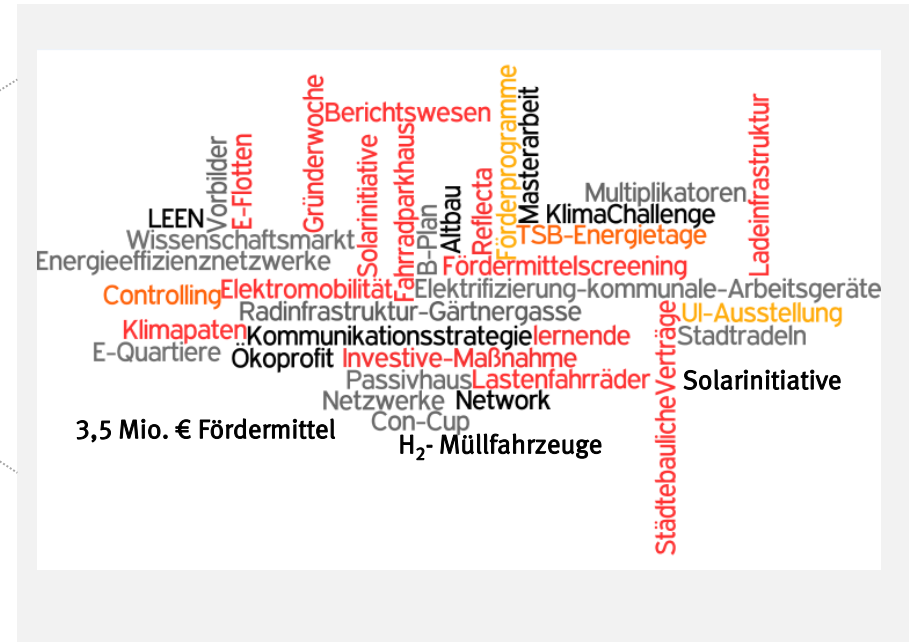 Gründerwoche
Berichtswesen
Förderprogramme
Masterarbeit
Ladeinfrastruktur
Vorbilder
E-Flotten
Solarinitiative
Fahrradparkhaus
B-Plan
Altbau
Reflecta
Multiplikatoren
LEEN
KlimaChallenge
Wissenschaftsmarkt
TSB-Energietage
Energieeffizienznetzwerke
Fördermittelscreening
Controlling
Elektromobilität
Elektrifizierung-kommunale-Arbeitsgeräte
Radinfrastruktur-Gärtnergasse
UI-Ausstellung
Klimapaten
Kommunikationsstrategie
lernende
Stadtradeln
E-Quartiere
Ökoprofit
Investive-Maßnahme
Passivhaus
Lastenfahrräder
StädtebaulicheVerträge
Solarinitiative
Netzwerke
Network
Con-Cup
3,5 Mio. € Fördermittel
H₂- Müllfahrzeuge